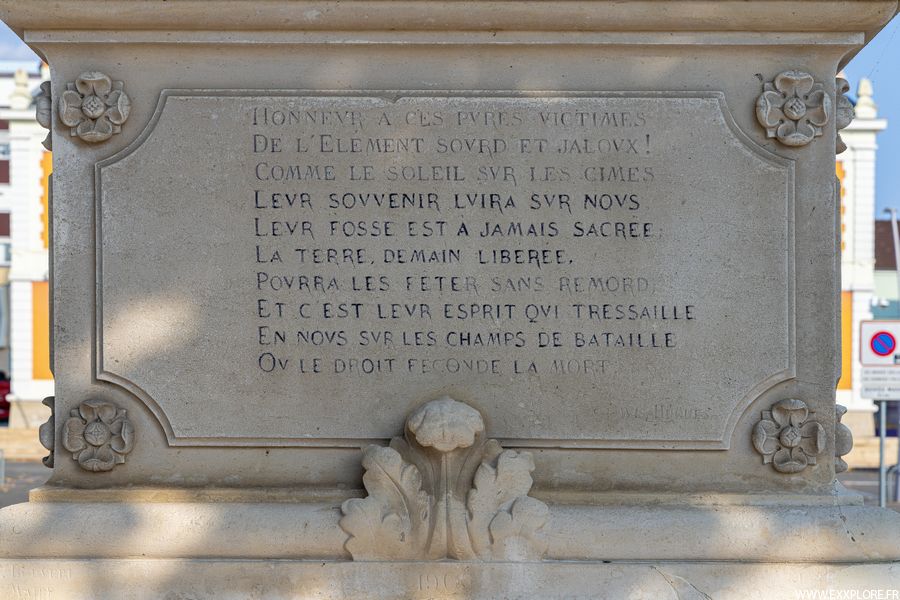 HONNEVR A CES PVRES VICTIMES
DE L'ELEMENT SOVRD ET JALOVX!
COMME LE SOLEIL SVR LES CIMES
LEVR SOVVENIR LVIRA SVR NOVS
LEVR FOSSE EST A JAMAIS SACREE;
LA TERRE, DEMAIN LIBEREE,
POVRRA LES FETER SANS REMORD;
ET C'EST LEVR ESPRIT QVI TRESSAILLE
EN NOVS SVR LES CHAMPS DE BATAILLE
OV LE DROIT FECONDE LA MORT.
WWW.EXXPLORE.FR